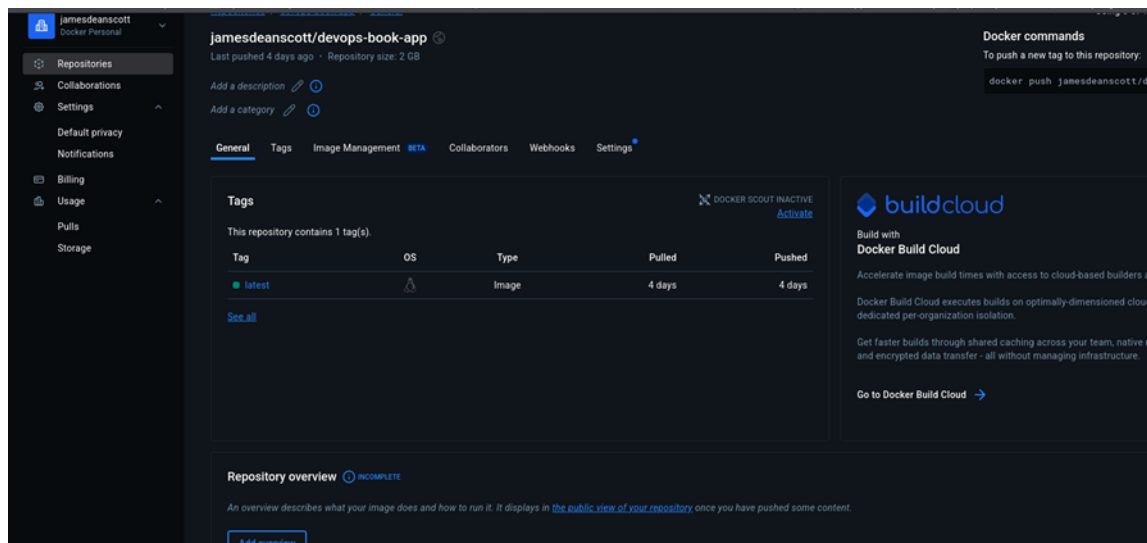 jamesdeanscott
Docker Personal
Repositories
Collaborations
Settings
Default privacy
Notifications
Billing
Usage
Pulls
Storage
jamesdeanscott/devops-book-app
Last pushed 4 days ago · Repository size: 2 GB
Add a description
Add a category
Docker commands
To push a new tag to this repository:
docker push jamesdeanscott/d
General Tags Image Management BETA Collaborators Webhooks Settings
Tags
DOCKER SCOUT INACTIVE
Activate
This repository contains 1 tag(s).
Tag OS Type Pulled Pushed
latest Image 4 days 4 days
See all
buildcloud
Build with
Docker Build Cloud
Accelerate image build times with access to cloud-based builders a
Docker Build Cloud executes builds on optimally-dimensioned clou
dedicated per-organization isolation.
Get faster builds through shared caching across your team, native
and encrypted data transfer - all without managing infrastructure.
Go to Docker Build Cloud
Repository overview INCOMPLETE
An overview describes what your image does and how to run it. It displays in the public view of your repository once you have pushed some content.
Add overview